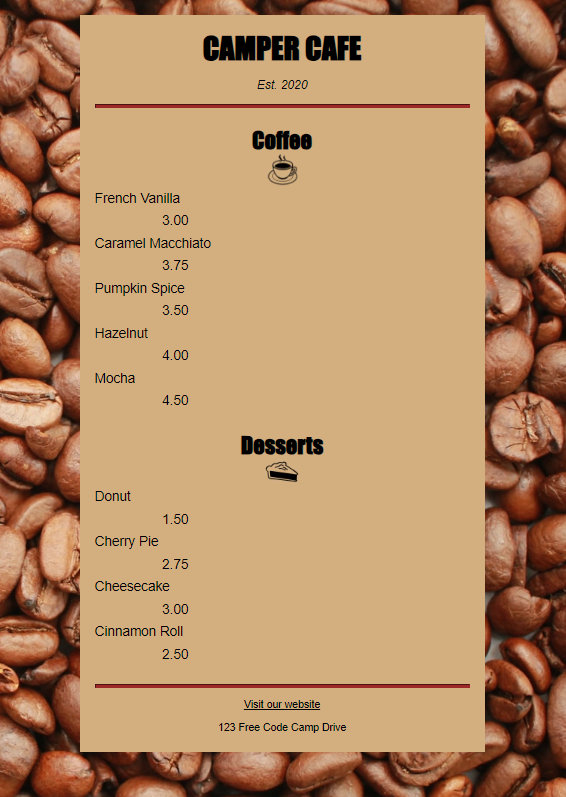 CAMPER CAFE
Est. 2020
Coffee
French Vanilla
3.00
Caramel Macchiato
3.75
Pumpkin Spice
3.50
Hazelnut
4.00
Mocha
4.50
Desserts
Donut
1.50
Cherry Pie
2.75
Cheesecake
3.00
Cinnamon Roll
2.50
Visit our website
123 Free Code Camp Drive